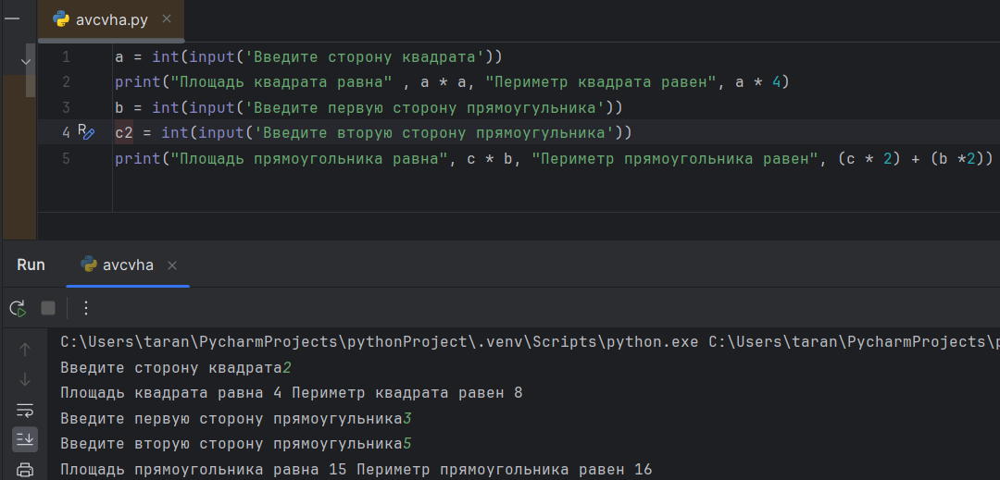 avcvha.py
1 a = int(input('Введите сторону квадрата'))
2 print("Площадь квадрата равна" , a * a, "Периметр квадрата равен", a * 4)
3 b = int(input('Введите первую сторону прямоугульника'))
4 c2 = int(input('Введите вторую сторону прямоугульника'))
5 print("Площадь прямоугольника равна", c * b, "Периметр прямоугольника равен", (c * 2) + (b *2))
Run avcvha
C:\Users\taran\PycharmProjects\pythonProject\.venv\Scripts\python.exe C:\Users\taran\PycharmProjects\p
Введите сторону квадрата2
Площадь квадрата равна 4 Периметр квадрата равен 8
Введите первую сторону прямоугульника3
Введите вторую сторону прямоугульника5
Площадь прямоугольника равна 15 Периметр прямоугольника равен 16